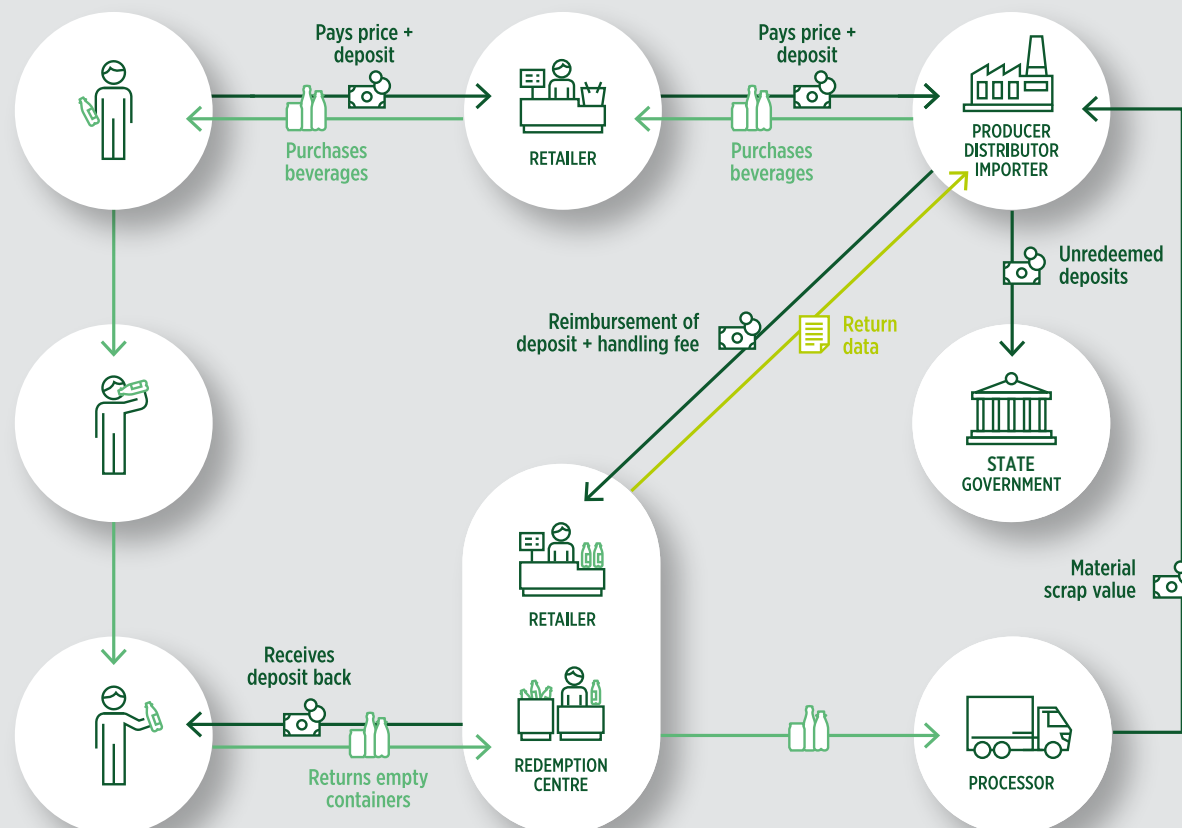 Pays price +
deposit
Purchases
beverages
RETAILER
Pays price +
deposit
Purchases
beverages
PRODUCER
DISTRIBUTOR
IMPORTER
Unredeemed
deposits
Reimbursement of
deposit + handling fee
Return
data
STATE
GOVERNMENT
Material
scrap value
RETAILER
Receives
deposit back
Returns empty
containers
REDEMPTION
CENTRE
PROCESSOR